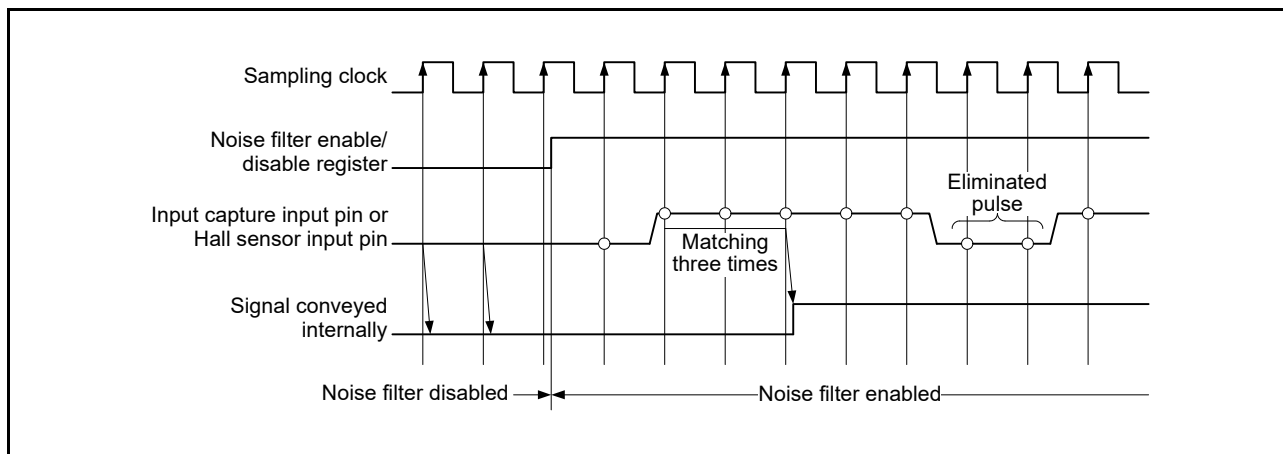 Sampling clock
Noise filter enable/
disable register
Input capture input pin or
Hall sensor input pin
Eliminated
pulse
Matching
three times
Signal conveyed
internally
Noise filter disabled
Noise filter enabled